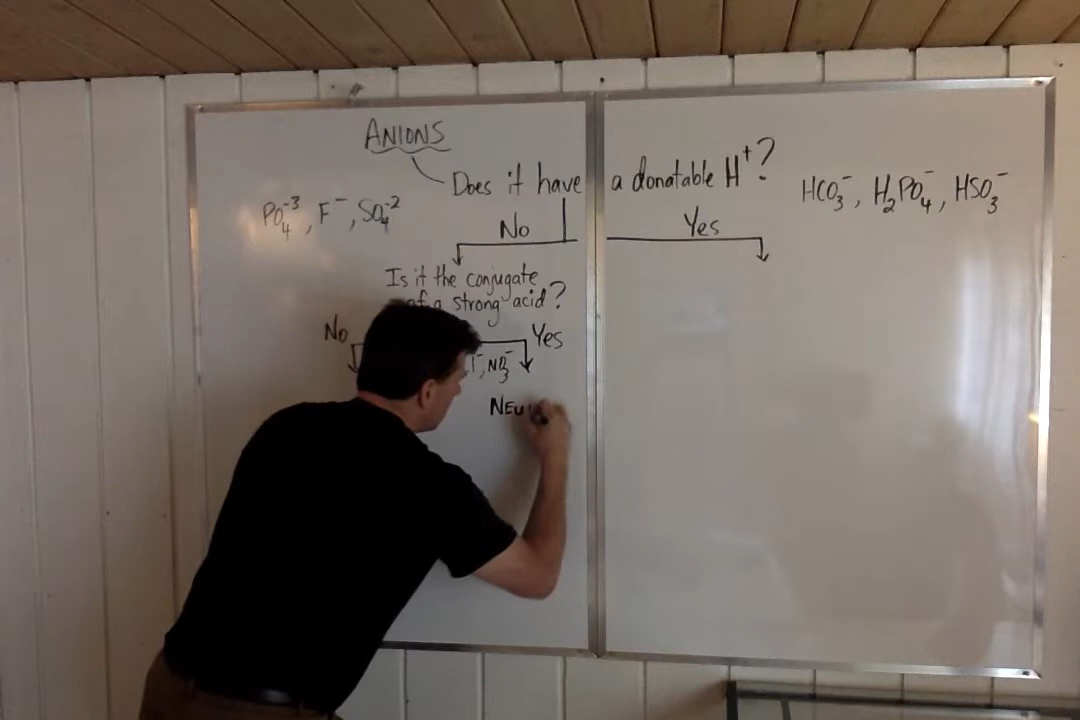 ANIONS
Does it have a donatable H⁺?
PO₄⁻³, F⁻, SO₄⁻²
HCO₃⁻, H₂PO₄⁻, HSO₃⁻
No
Yes
Is it the conjugate
of a strong acid?
No
Yes
NO₃⁻